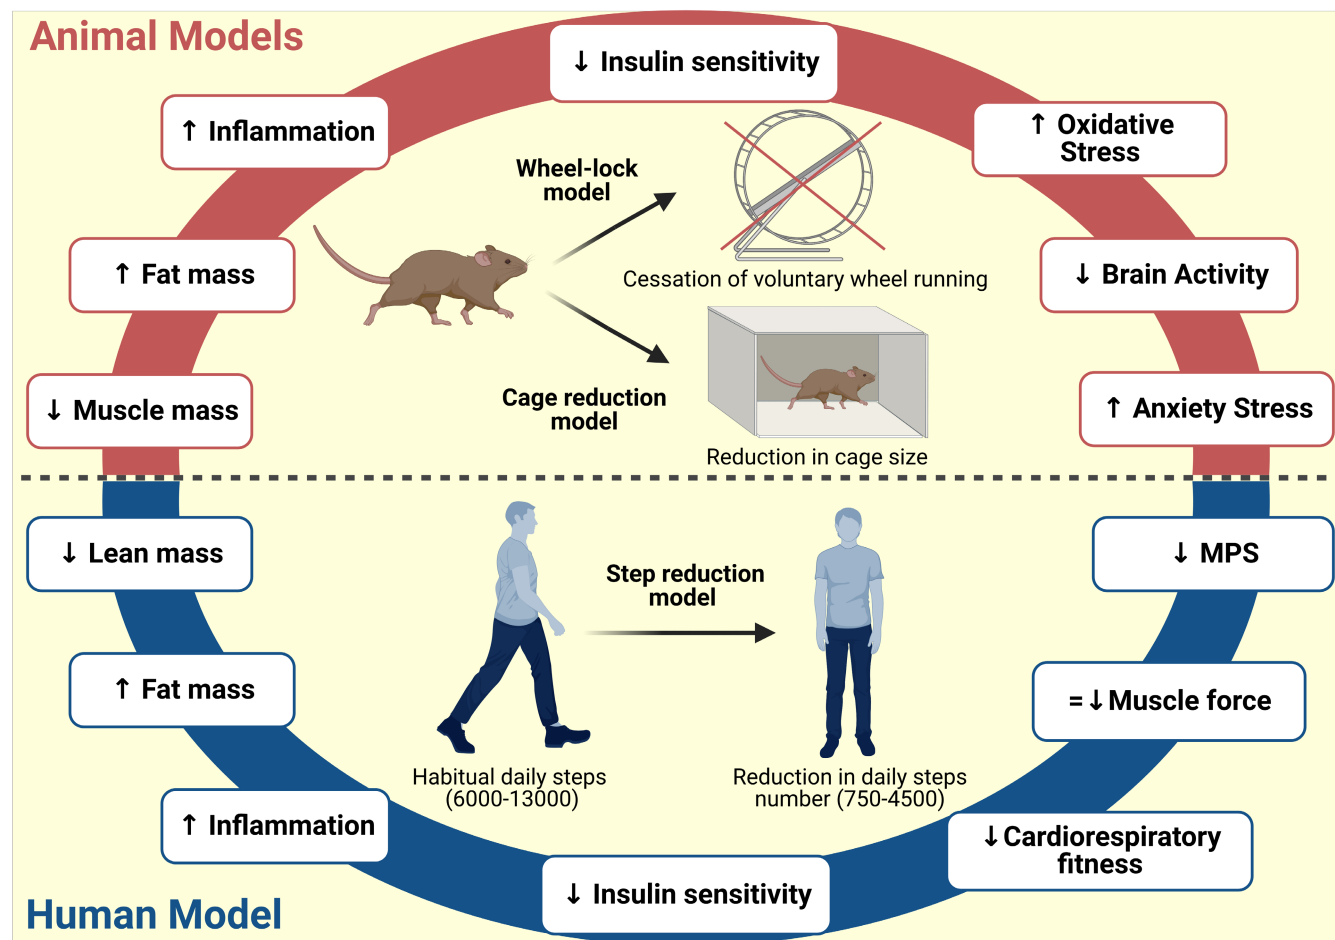 Animal Models
↓ Insulin sensitivity
↑ Inflammation
↑ Oxidative
Stress
Wheel-lock
model
↑ Fat mass
Cessation of voluntary wheel running
↓ Brain Activity
↓ Muscle mass
Cage reduction
model
↑ Anxiety Stress
Reduction in cage size
↓ Lean mass
Step reduction
model
↓ MPS
↑ Fat mass
=↓Muscle force
Habitual daily steps
(6000-13000)
Reduction in daily steps
number (750-4500)
↑ Inflammation
↓Cardiorespiratory
fitness
↓ Insulin sensitivity
Human Model